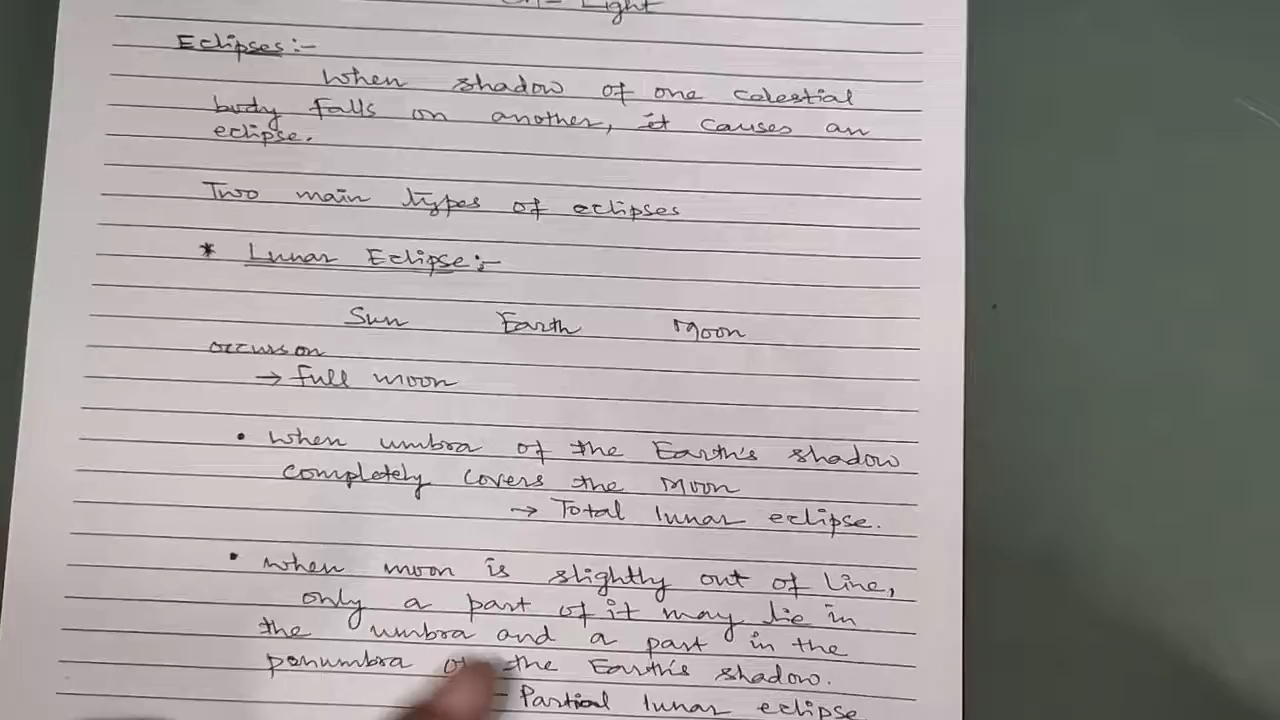 Ch- Light
Eclipses:-
When shadow of one celestial
body falls on another, it causes an
eclipse.
Two main types of eclipses
* Lunar Eclipse:-
Sun Earth Moon
occurs on
→ full moon
• When umbra of the Earth's shadow
completely covers the Moon
→ Total lunar eclipse.
• When moon is slightly out of line,
only a part of it may lie in
the umbra and a part in the
penumbra of the Earth's shadow.
- Partial lunar eclipse